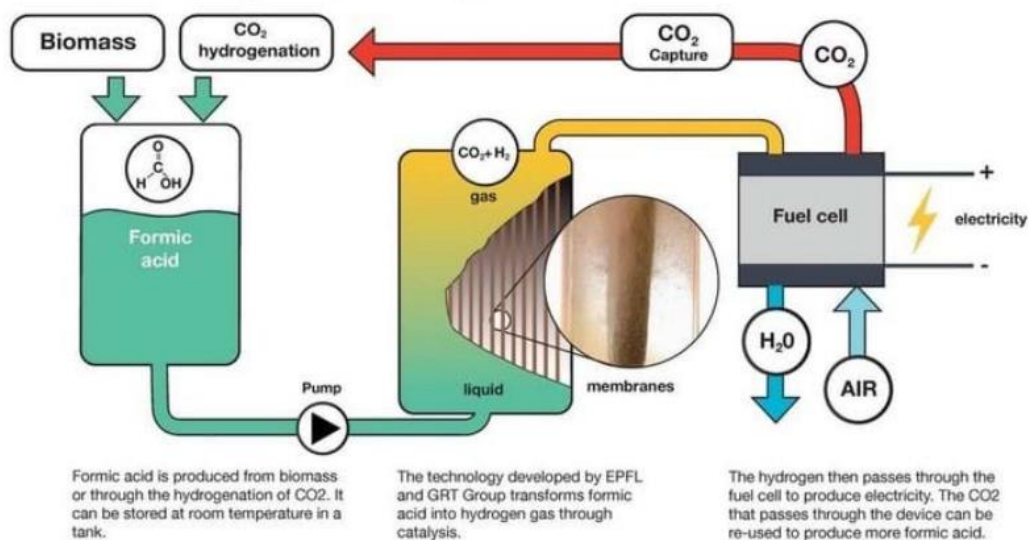 Biomass
CO₂
hydrogenation
CO₂
Capture
CO₂
O
C
H OH
Formic
acid
CO₂+H₂
gas
liquid
membranes
Pump
Fuel cell
+
electricity
-
H₂0
AIR
Formic acid is produced from biomass
or through the hydrogenation of CO2. It
can be stored at room temperature in a
tank.
The technology developed by EPFL
and GRT Group transforms formic
acid into hydrogen gas through
catalysis.
The hydrogen then passes through the
fuel cell to produce electricity. The CO2
that passes through the device can be
re-used to produce more formic acid.